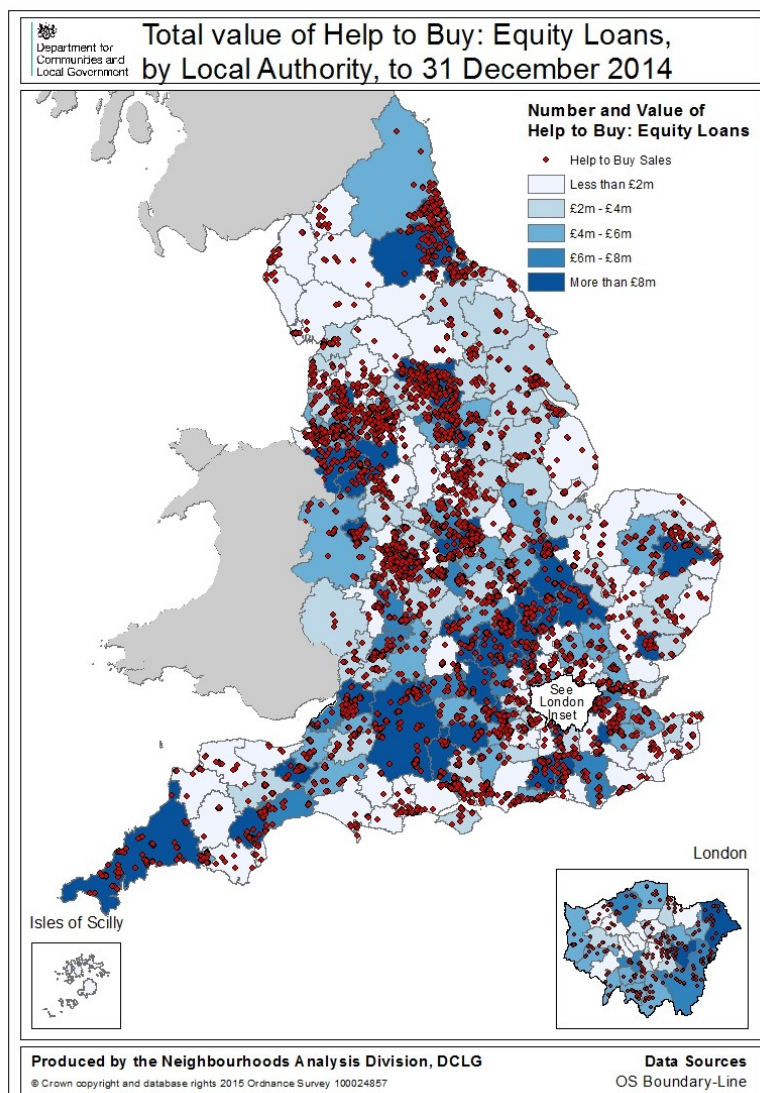 Department for
Communities and
Local Government
Total value of Help to Buy: Equity Loans,
by Local Authority, to 31 December 2014
Number and Value of
Help to Buy: Equity Loans
Help to Buy Sales
Less than £2m
£2m - £4m
£4m - £6m
£6m - £8m
More than £8m
See
London
Inset
London
Isles of Scilly
Produced by the Neighbourhoods Analysis Division, DCLG
Data Sources
© Crown copyright and database rights 2015 Ordnance Survey 100024857
OS Boundary-Line